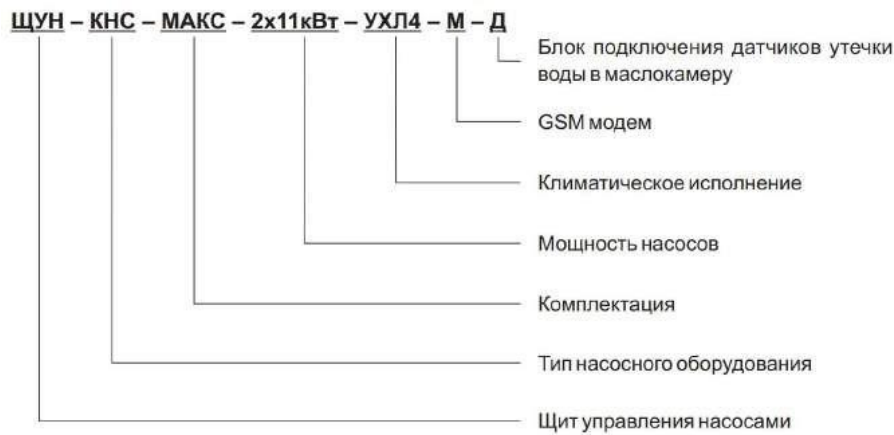 ЩУН – КНС – МАКС – 2х11кВт – УХЛ4 – М – Д
Блок подключения датчиков утечки
воды в маслокамеру
GSM модем
Климатическое исполнение
Мощность насосов
Комплектация
Тип насосного оборудования
Щит управления насосами